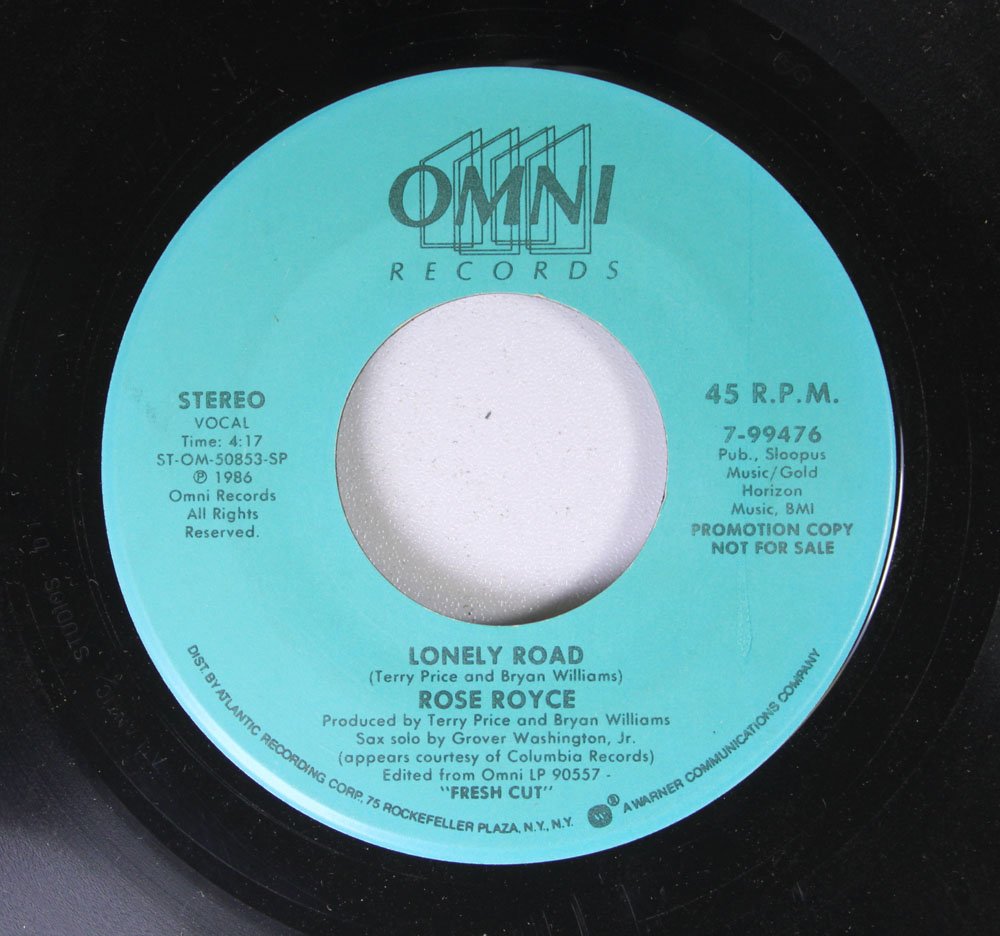 OMNI
RECORDS
STEREO
VOCAL
Time: 4:17
ST-OM-50853-SP
℗ 1986
Omni Records
All Rights
Reserved.
45 R.P.M.
7-99476
Pub., Sloopus
Music/Gold
Horizon
Music, BMI
PROMOTION COPY
NOT FOR SALE
LONELY ROAD
(Terry Price and Bryan Williams)
ROSE ROYCE
Produced by Terry Price and Bryan Williams
Sax solo by Grover Washington, Jr.
(appears courtesy of Columbia Records)
Edited from Omni LP 90557 -
"FRESH CUT"
DIST. BY ATLANTIC RECORDING CORP., 75 ROCKEFELLER PLAZA, N.Y., N.Y. ® A WARNER COMMUNICATIONS COMPANY
STUDIOS